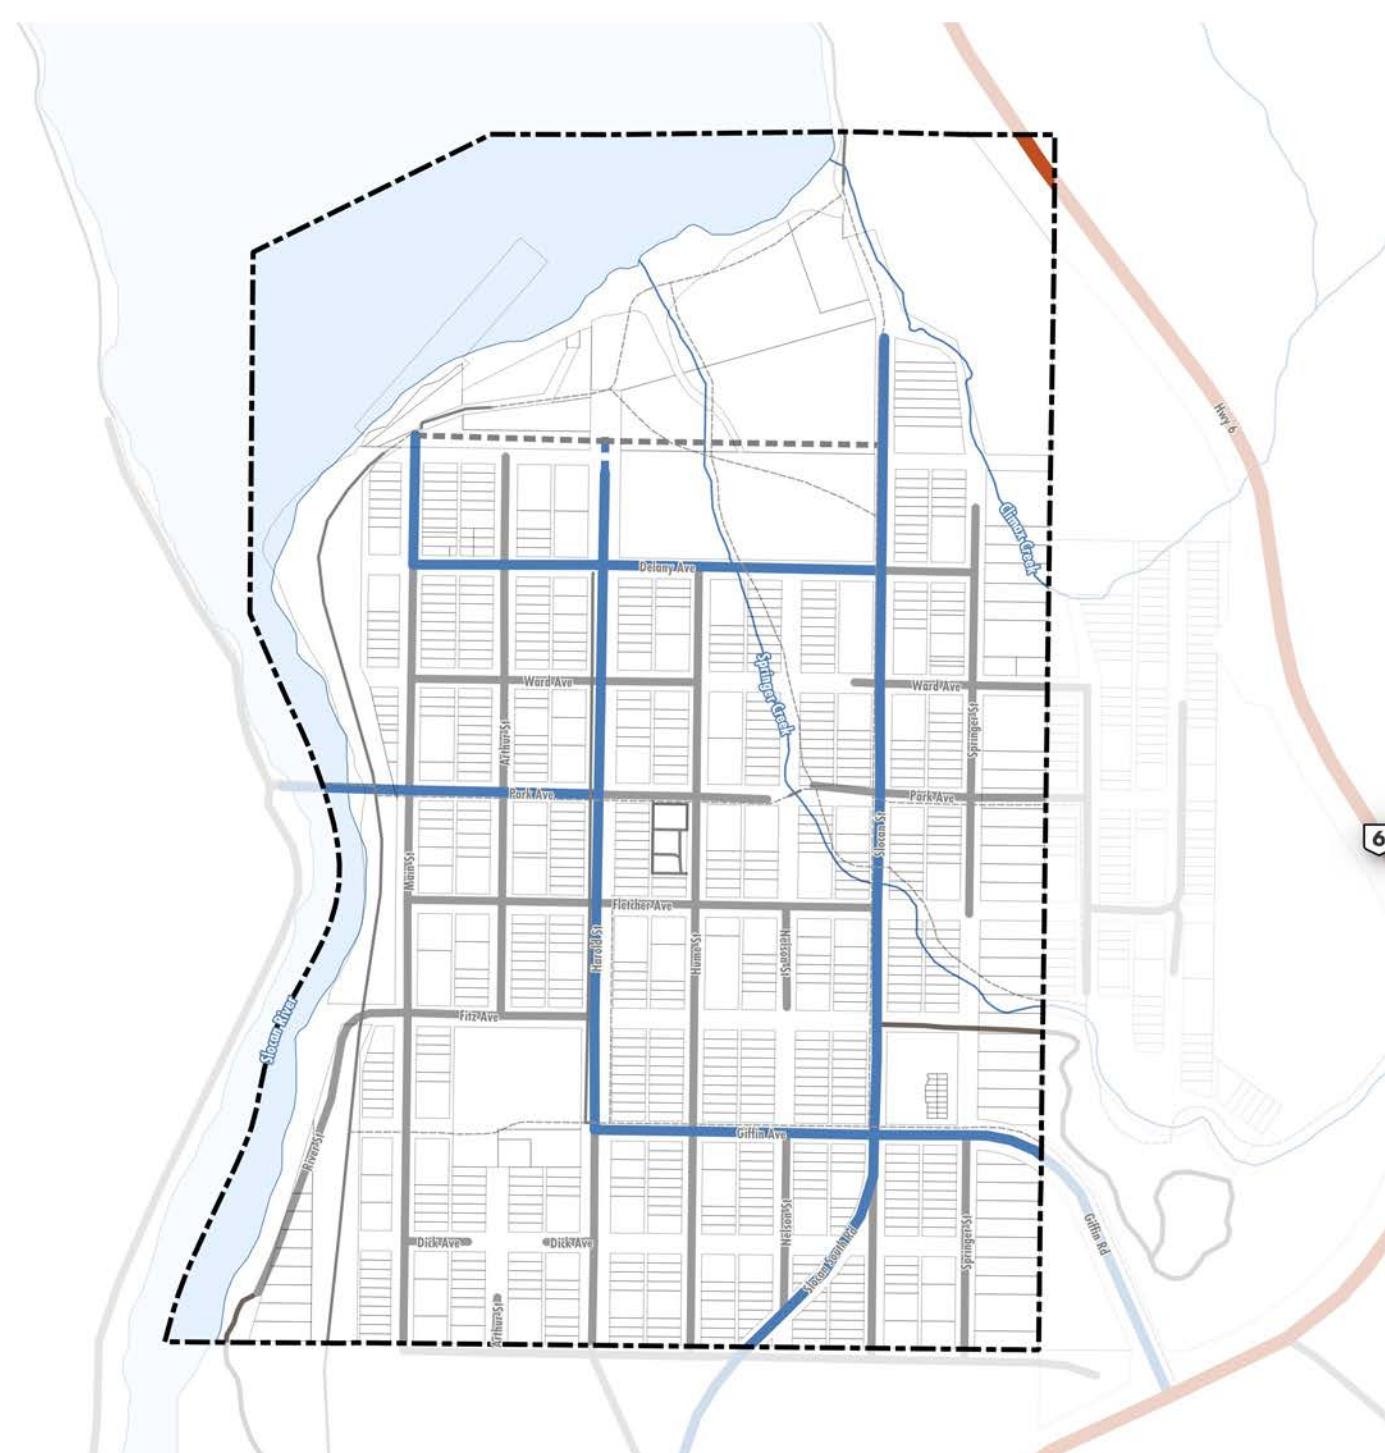 Hwy 6
Climax Creek
Delany Ave
Ward Ave
Ward Ave
Springer Creek
Arthur St
Springer St
Park Ave
Park Ave
6
Slocan St
Main St
Fletcher Ave
Harold St
Hume St
Nelson St
Fitz Ave
Slocan River
Giffin Ave
River St
Nelson St
Springer St
Giffin Rd
Dick Ave
Dick Ave
Slocan South Rd
Arthur St